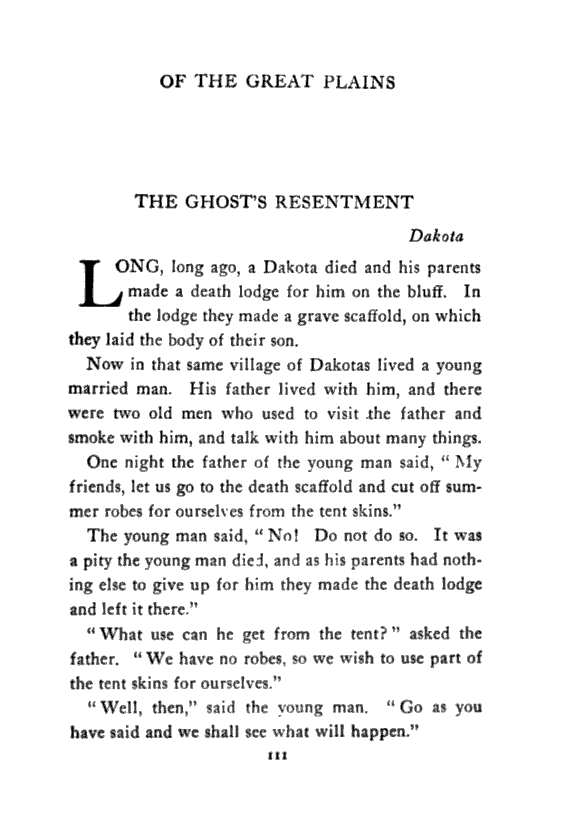 OF THE GREAT PLAINS
THE GHOST'S RESENTMENT
Dakota
LONG, long ago, a Dakota died and his parents
made a death lodge for him on the bluff. In
the lodge they made a grave scaffold, on which
they laid the body of their son.
Now in that same village of Dakotas lived a young
married man. His father lived with him, and there
were two old men who used to visit the father and
smoke with him, and talk with him about many things.
One night the father of the young man said, " My
friends, let us go to the death scaffold and cut off sum-
mer robes for ourselves from the tent skins."
The young man said, " No! Do not do so. It was
a pity the young man died, and as his parents had noth-
ing else to give up for him they made the death lodge
and left it there."
" What use can he get from the tent? " asked the
father. " We have no robes, so we wish to use part of
the tent skins for ourselves."
" Well, then," said the young man. " Go as you
have said and we shall see what will happen."
111